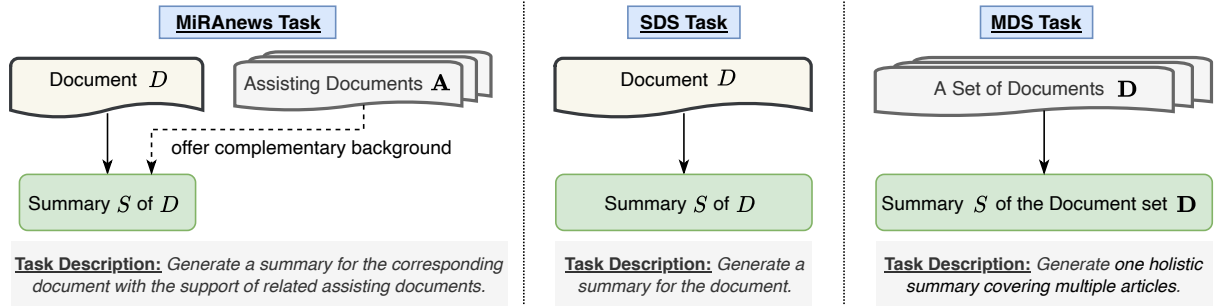 MiRAnews Task
Document D
Assisting Documents A
offer complementary background
Summary S of D
Task Description: Generate a summary for the corresponding
document with the support of related assisting documents.
SDS Task
Document D
Summary S of D
Task Description: Generate a
summary for the document.
MDS Task
A Set of Documents D
Summary S of the Document set D
Task Description: Generate one holistic
summary covering multiple articles.